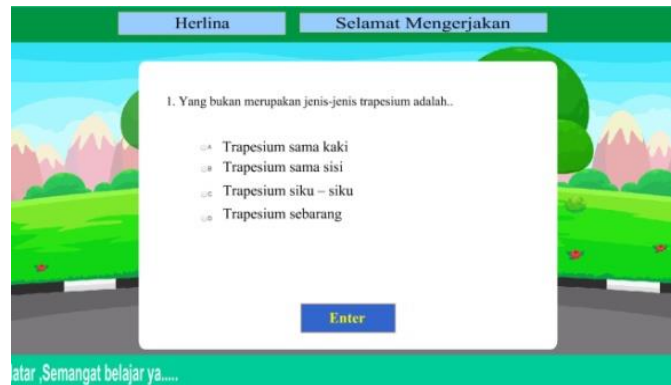 Herlina
Selamat Mengerjakan
1. Yang bukan merupakan jenis-jenis trapesium adalah..
A Trapesium sama kaki
B Trapesium sama sisi
C Trapesium siku – siku
D Trapesium sebarang
Enter
latar ,Semangat belajar ya.....